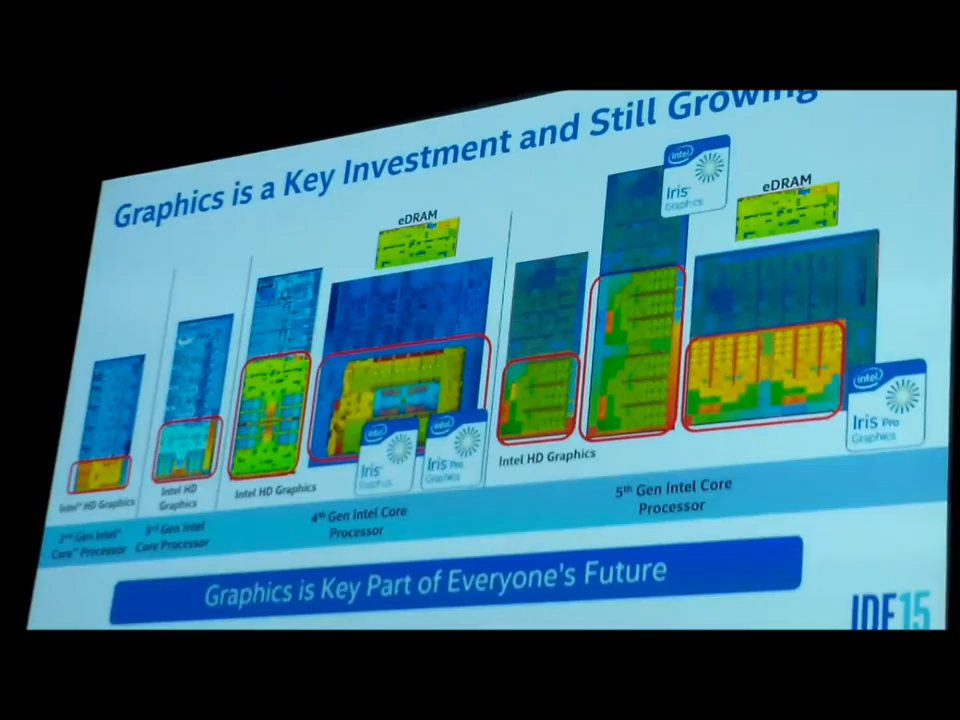 Graphics is a Key Investment and Still Growing
eDRAM
intel
Iris™
Graphics
eDRAM
intel
Iris™
Graphics
intel
Iris Pro
Graphics
intel
Iris Pro
Graphics
Intel® HD Graphics
Intel HD
Graphics
Intel HD Graphics
Intel HD Graphics
2nd Gen Intel®
Core™ Processor
3rd Gen Intel
Core Processor
4th Gen Intel Core
Processor
5th Gen Intel Core
Processor
Graphics is Key Part of Everyone's Future
IDF15